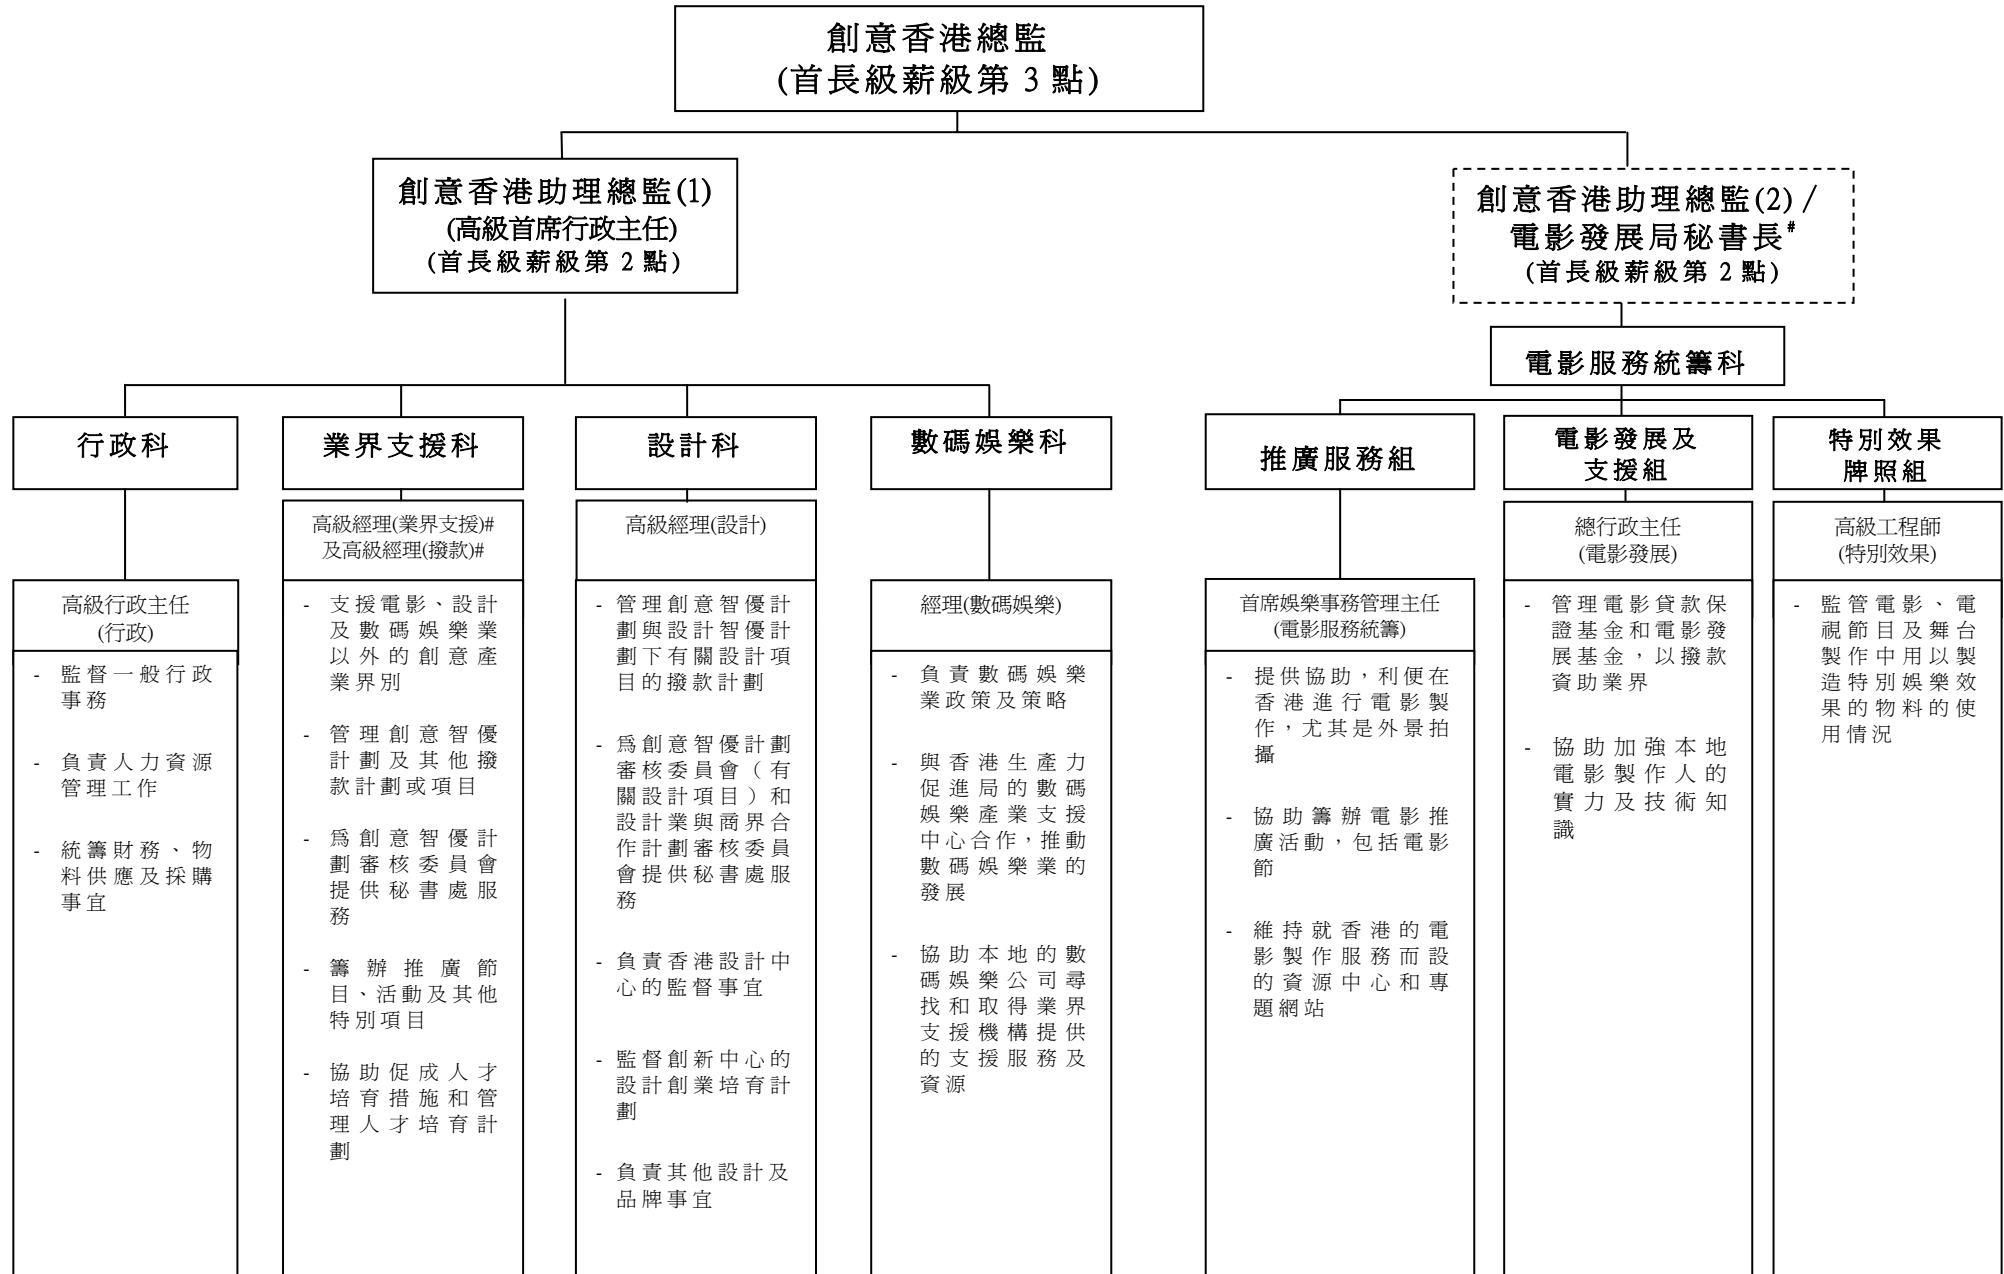 創意香港總監
(首長級薪級第 3 點)
創意香港助理總監(1)
(高級首席行政主任)
(首長級薪級第 2 點)
創意香港助理總監(2) /
電影發展局秘書長#
(首長級薪級第 2 點)
電影服務統籌科
行政科
高級行政主任
(行政)
- 監督一般行政
事務
- 負責人力資源
管理工作
- 統籌財務、物
料供應及採購
事宜
業界支援科
高級經理(業界支援)#
及高級經理(撥款)#
- 支援電影、設計
及數碼娛樂業
以外的創意產
業界別
- 管理創意智優
計劃及其他撥
款計劃或項目
- 爲創意智優計
劃審核委員會
提供秘書處服
務
- 籌辦推廣節
目、活動及其他
特別項目
- 協助促成人才
培育措施和管
理人才培育計
劃
設計科
高級經理(設計)
- 管理創意智優計
劃與設計智優計
劃下有關設計項
目的撥款計劃
- 爲創意智優計劃
審核委員會(有
關設計項目)和
設計業與商界合
作計劃審核委員
會提供秘書處服
務
- 負責香港設計中
心的監督事宜
- 監督創新中心的
設計創業培育計
劃
- 負責其他設計及
品牌事宜
數碼娛樂科
經理(數碼娛樂)
- 負責數碼娛樂
業政策及策略
- 與香港生產力
促進局的數碼
娛樂產業支援
中心合作，推動
數碼娛樂業的
發展
- 協助本地的數
碼娛樂公司尋
找和取得業界
支援機構提供
的支援服務及
資源
推廣服務組
首席娛樂事務管理主任
(電影服務統籌)
- 提供協助，利便在
香港進行電影製
作，尤其是外景拍
攝
- 協助籌辦電影推
廣活動，包括電影
節
- 維持就香港的電
影製作服務而設
的資源中心和專
題網站
電影發展及
支援組
總行政主任
(電影發展)
- 管理電影貸款保
證基金和電影發
展基金，以撥款
資助業界
- 協助加強本地
電影製作人的
實力及技術知
識
特別效果
牌照組
高級工程師
(特別效果)
- 監管電影、電
視節目及舞台
製作中用以製
造特別娛樂效
果的物料的使
用情況